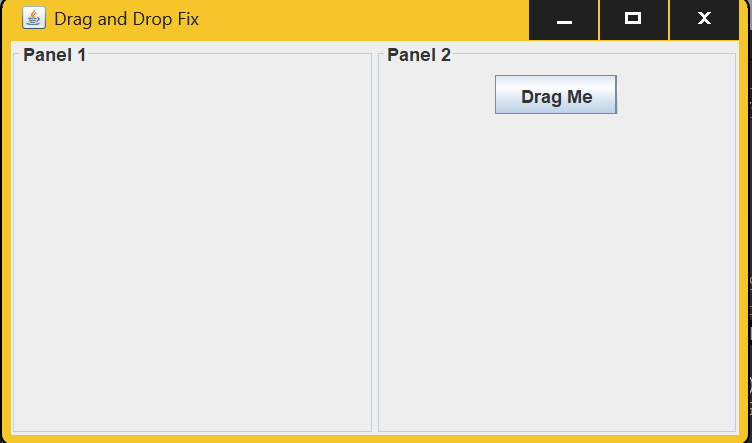 Drag and Drop Fix
Panel 1
Panel 2
Drag Me